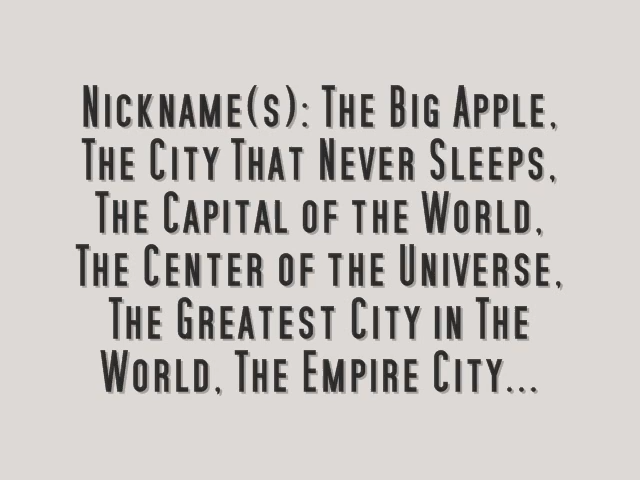 Nickname(s): The Big Apple,
The City That Never Sleeps,
The Capital of the World,
The Center of the Universe,
The Greatest City in The
World, The Empire City...